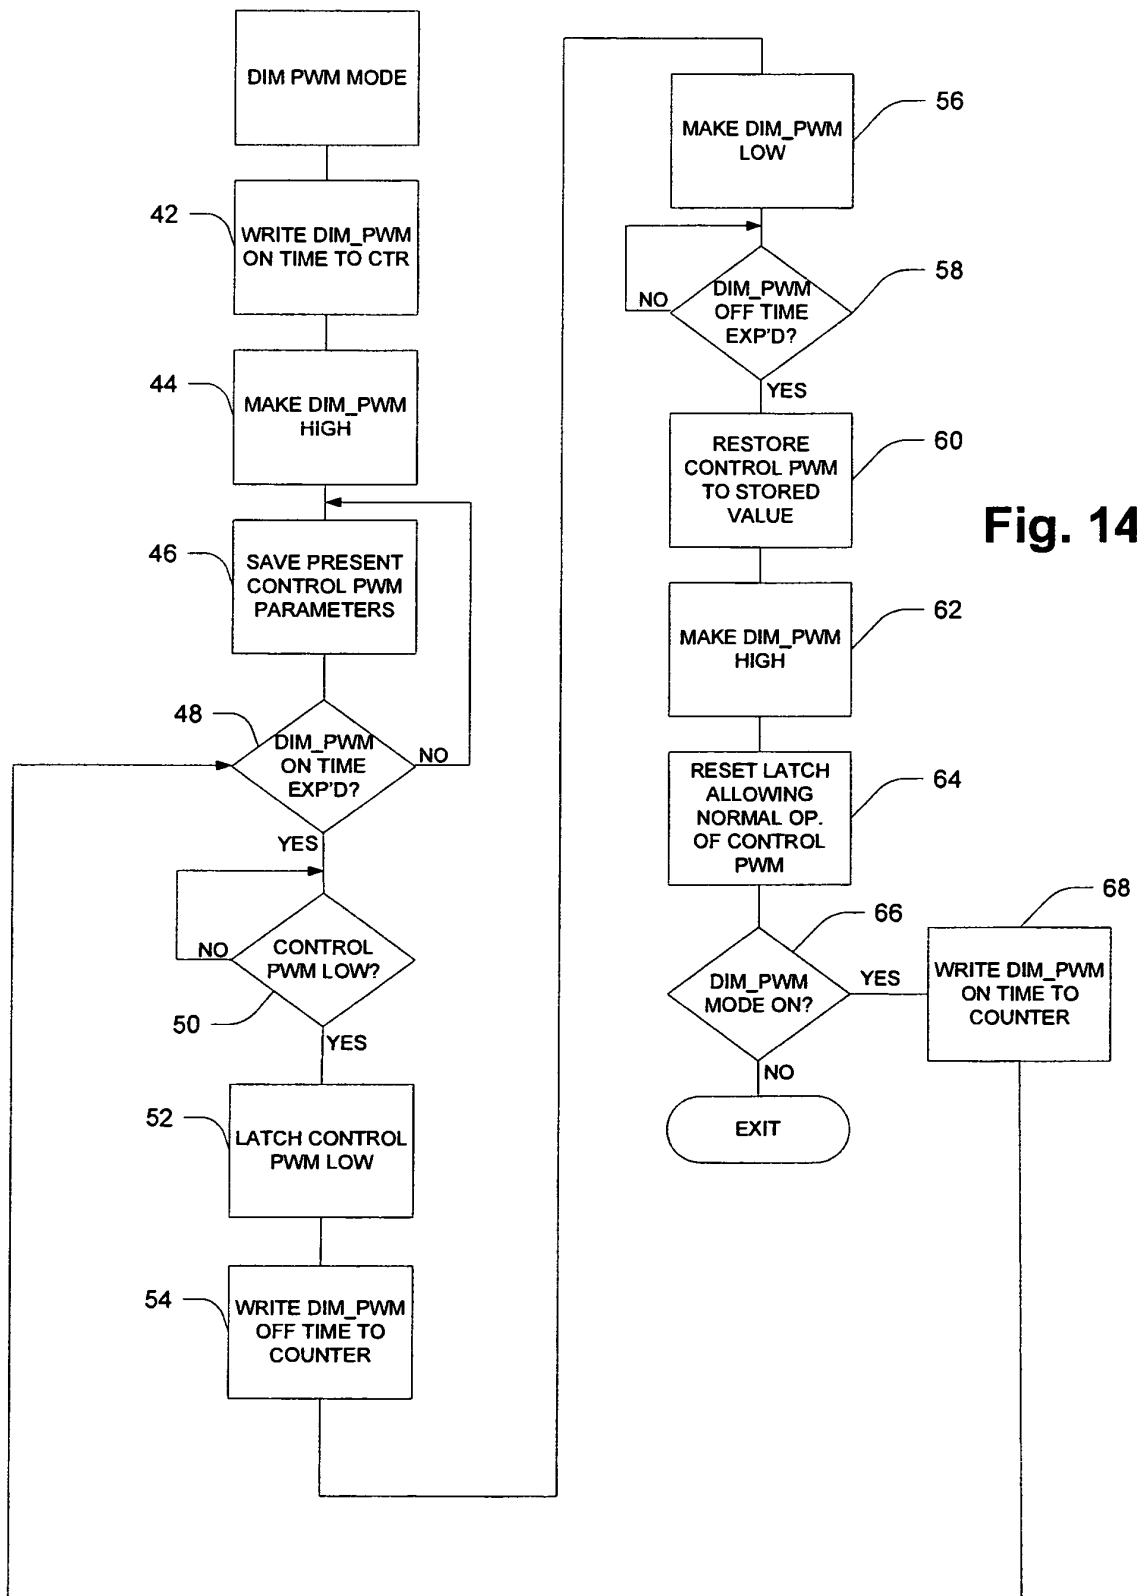 DIM PWM MODE
42
WRITE DIM_PWM
ON TIME TO CTR
44
MAKE DIM_PWM
HIGH
46
SAVE PRESENT
CONTROL PWM
PARAMETERS
48
DIM_PWM
ON TIME
EXP'D?
NO
YES
CONTROL
PWM LOW?
NO
50
YES
52
LATCH CONTROL
PWM LOW
54
WRITE DIM_PWM
OFF TIME TO
COUNTER
56
MAKE DIM_PWM
LOW
58
DIM_PWM
OFF TIME
EXP'D?
NO
YES
60
RESTORE
CONTROL PWM
TO STORED
VALUE
62
MAKE DIM_PWM
HIGH
64
RESET LATCH
ALLOWING
NORMAL OP.
OF CONTROL
PWM
66
DIM_PWM
MODE ON?
YES
NO
68
WRITE DIM_PWM
ON TIME TO
COUNTER
EXIT
Fig. 14